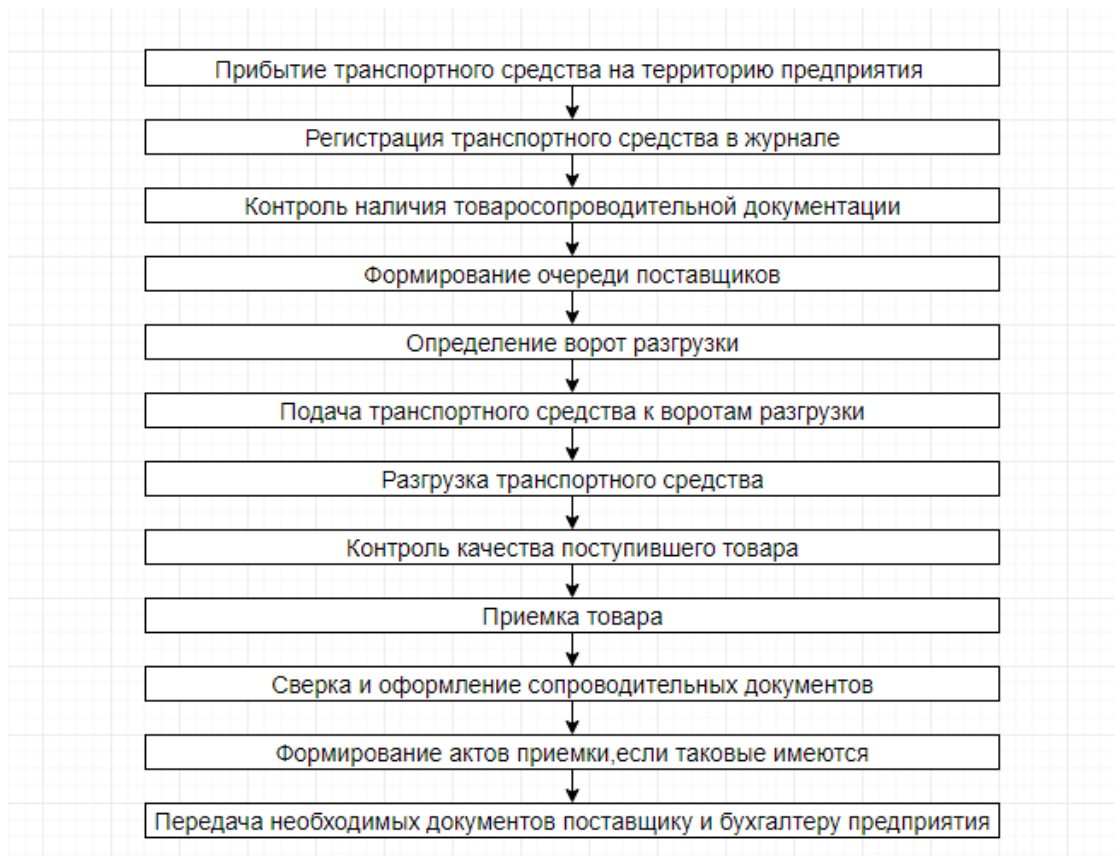 Прибытие транспортного средства на территорию предприятия
Регистрация транспортного средства в журнале
Контроль наличия товаросопроводительной документации
Формирование очереди поставщиков
Определение ворот разгрузки
Подача транспортного средства к воротам разгрузки
Разгрузка транспортного средства
Контроль качества поступившего товара
Приемка товара
Сверка и оформление сопроводительных документов
Формирование актов приемки,если таковые имеются
Передача необходимых документов поставщику и бухгалтеру предприятия